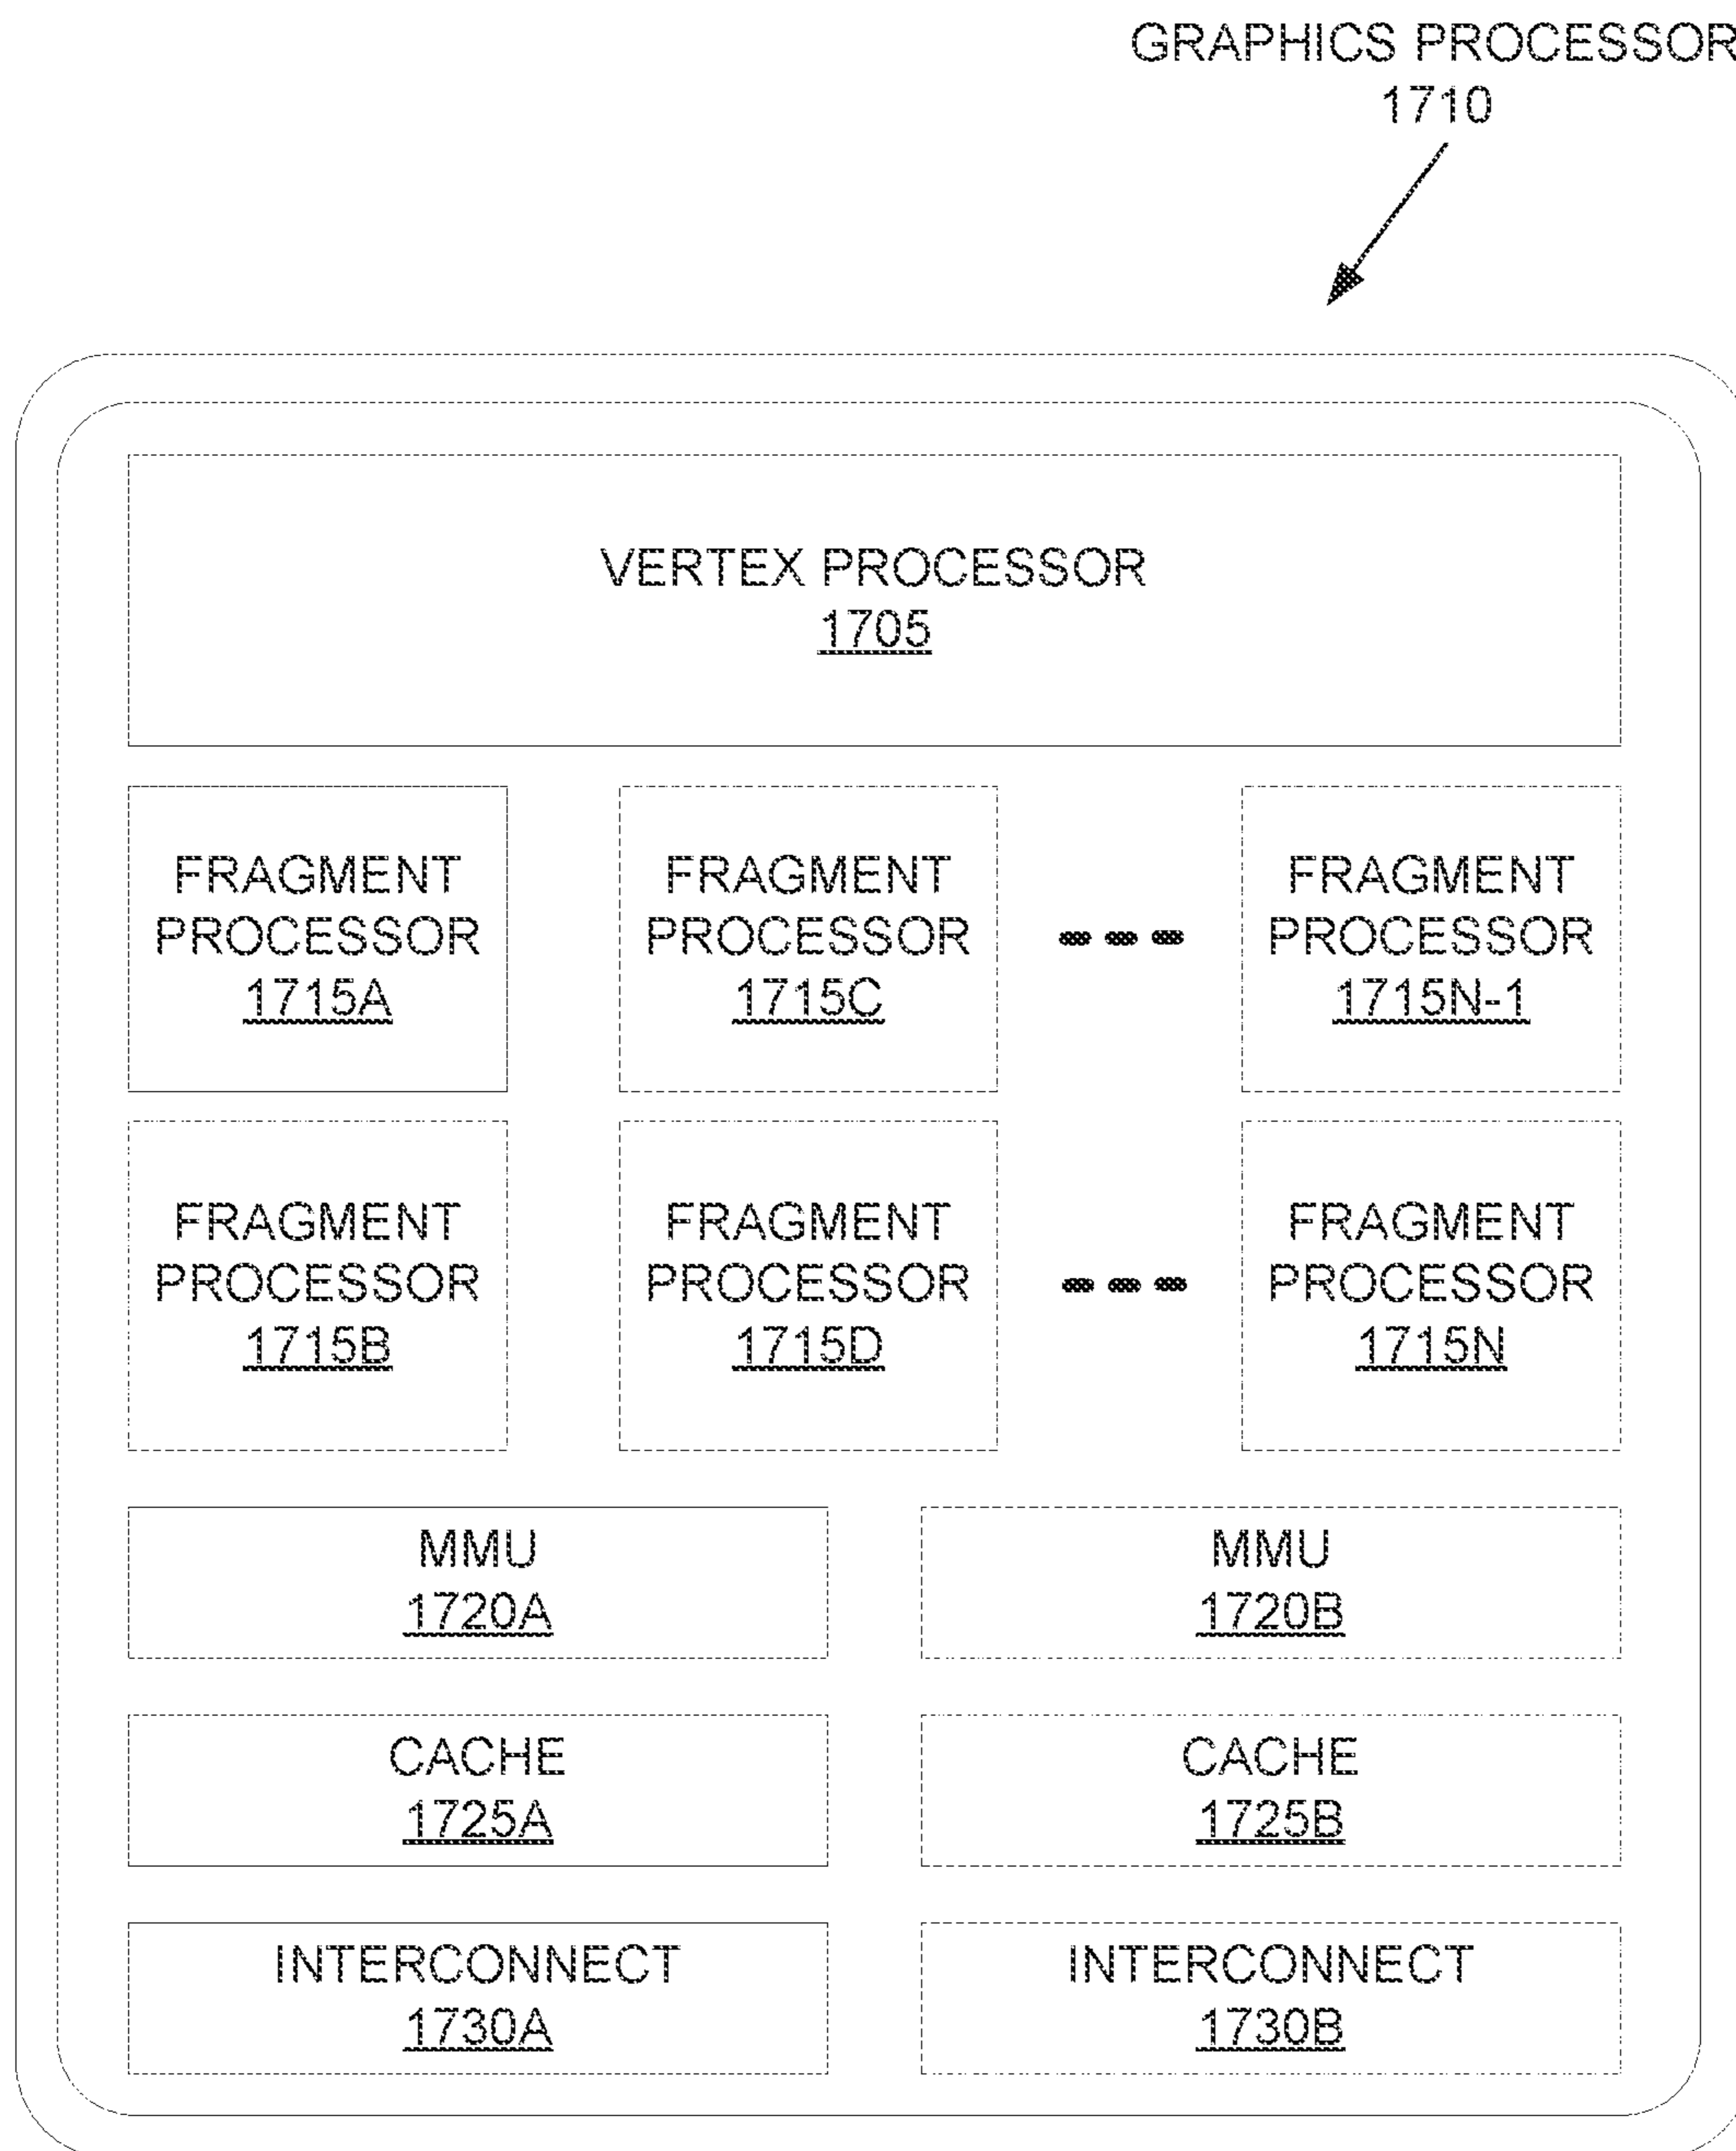 GRAPHICS PROCESSOR
1710
VERTEX PROCESSOR
1705
FRAGMENT
PROCESSOR
1715A
FRAGMENT
PROCESSOR
1715C
FRAGMENT
PROCESSOR
1715N-1
FRAGMENT
PROCESSOR
1715B
FRAGMENT
PROCESSOR
1715D
FRAGMENT
PROCESSOR
1715N
MMU
1720A
MMU
1720B
CACHE
1725A
CACHE
1725B
INTERCONNECT
1730A
INTERCONNECT
1730B